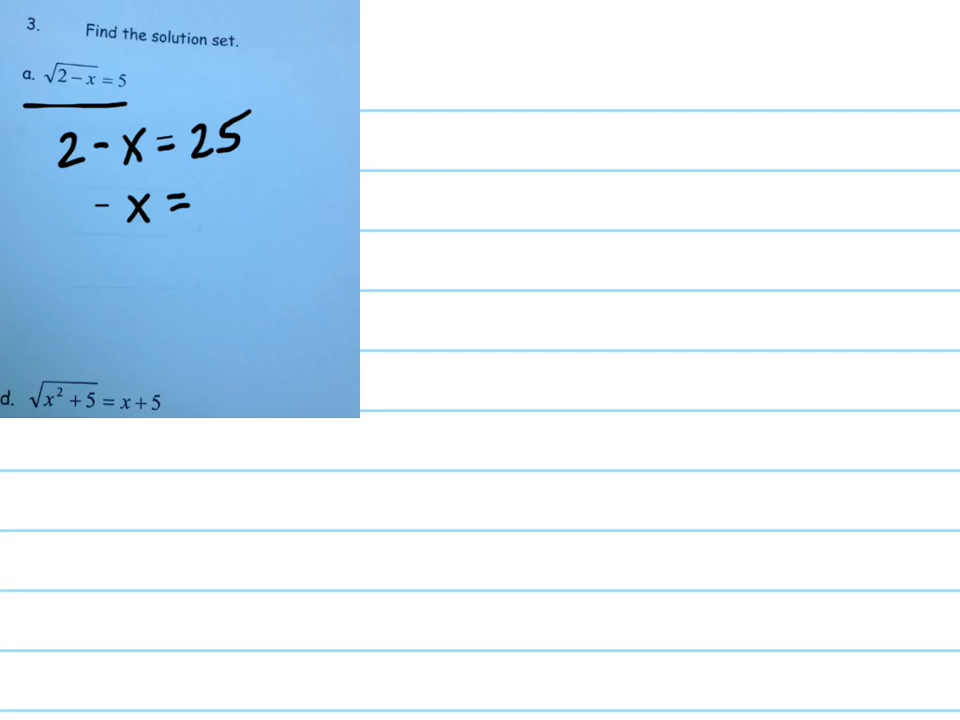 3. Find the solution set.
a. √(2 – x) = 5
2 - x = 25
- x =
d. √(x² + 5) = x + 5